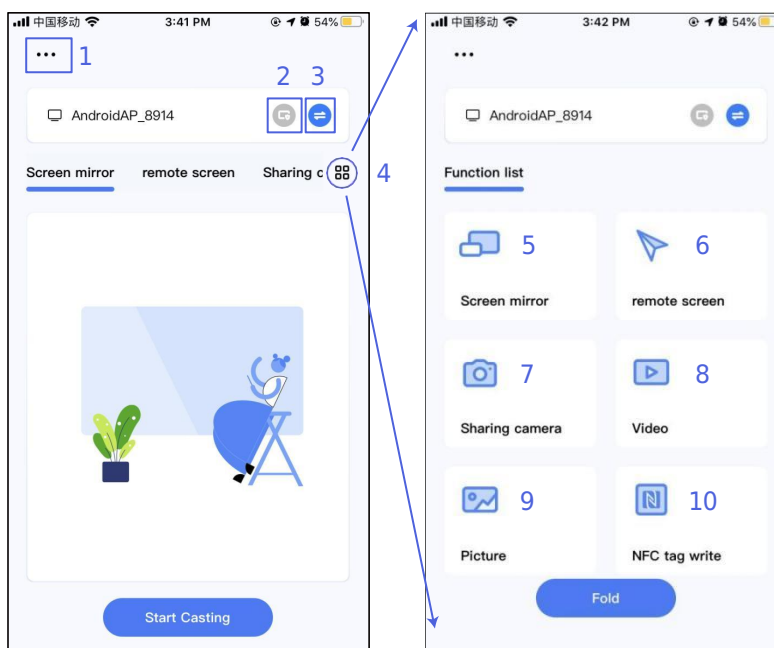 中国移动 3:41 PM 54%
1
2 3
AndroidAP_8914
Screen mirror remote screen Sharing c
4
Start Casting
中国移动 3:42 PM 54%
AndroidAP_8914
Function list
5
Screen mirror
6
remote screen
7
Sharing camera
8
Video
9
Picture
10
NFC tag write
Fold